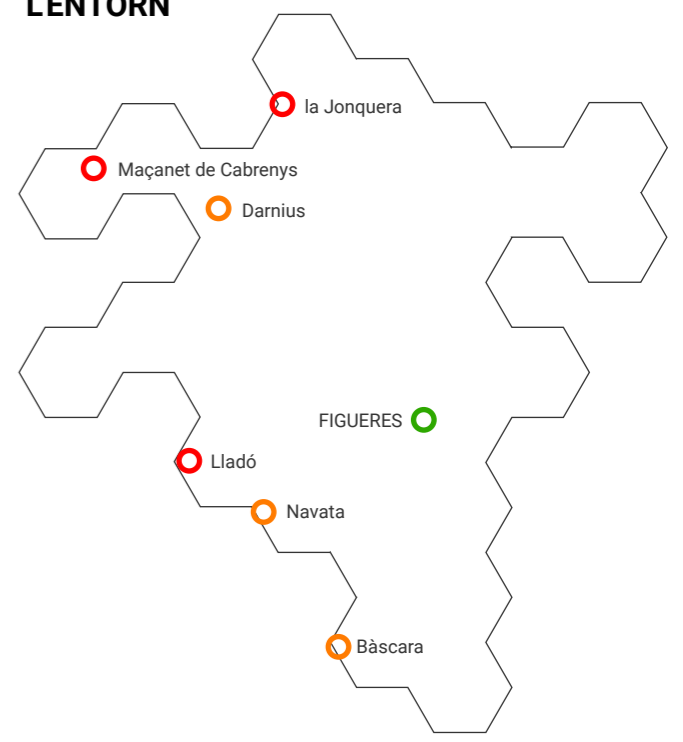 L'ENTORN
la Jonquera
Maçanet de Cabrenys
Darnius
FIGUERES
Lladó
Navata
Bàscara